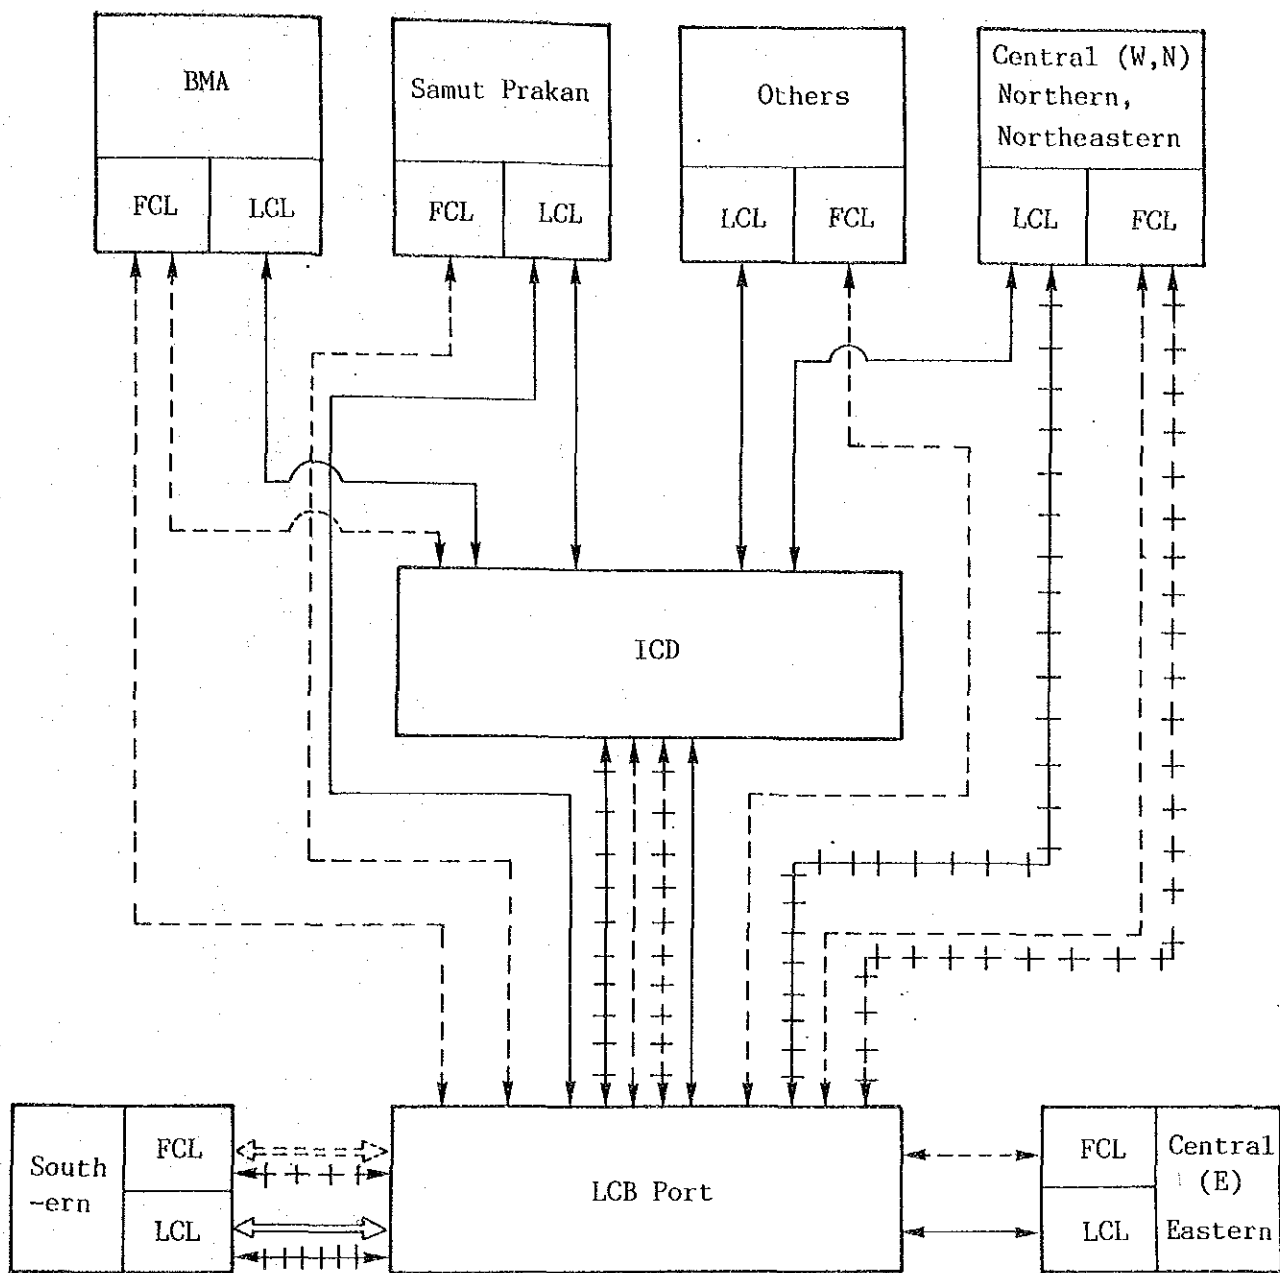 BMA
FCL LCL
Samut Prakan
FCL LCL
Others
LCL FCL
Central (W,N)
Northern,
Northeastern
LCL FCL
ICD
South
-ern
FCL
LCL
LCB Port
FCL
LCL
Central
(E)
Eastern